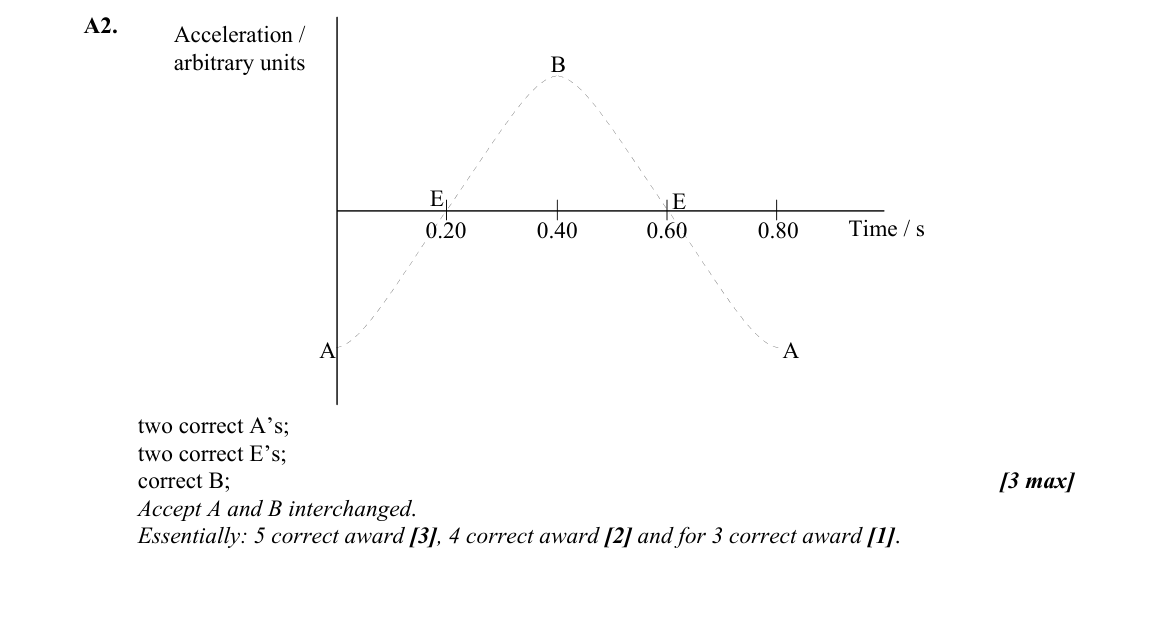 A2.
Acceleration /
arbitrary units
B
E
E
0.20
0.40
0.60
0.80
Time / s
A
A
two correct A’s;
two correct E’s;
correct B; [3 max]
Accept A and B interchanged.
Essentially: 5 correct award [3], 4 correct award [2] and for 3 correct award [1].